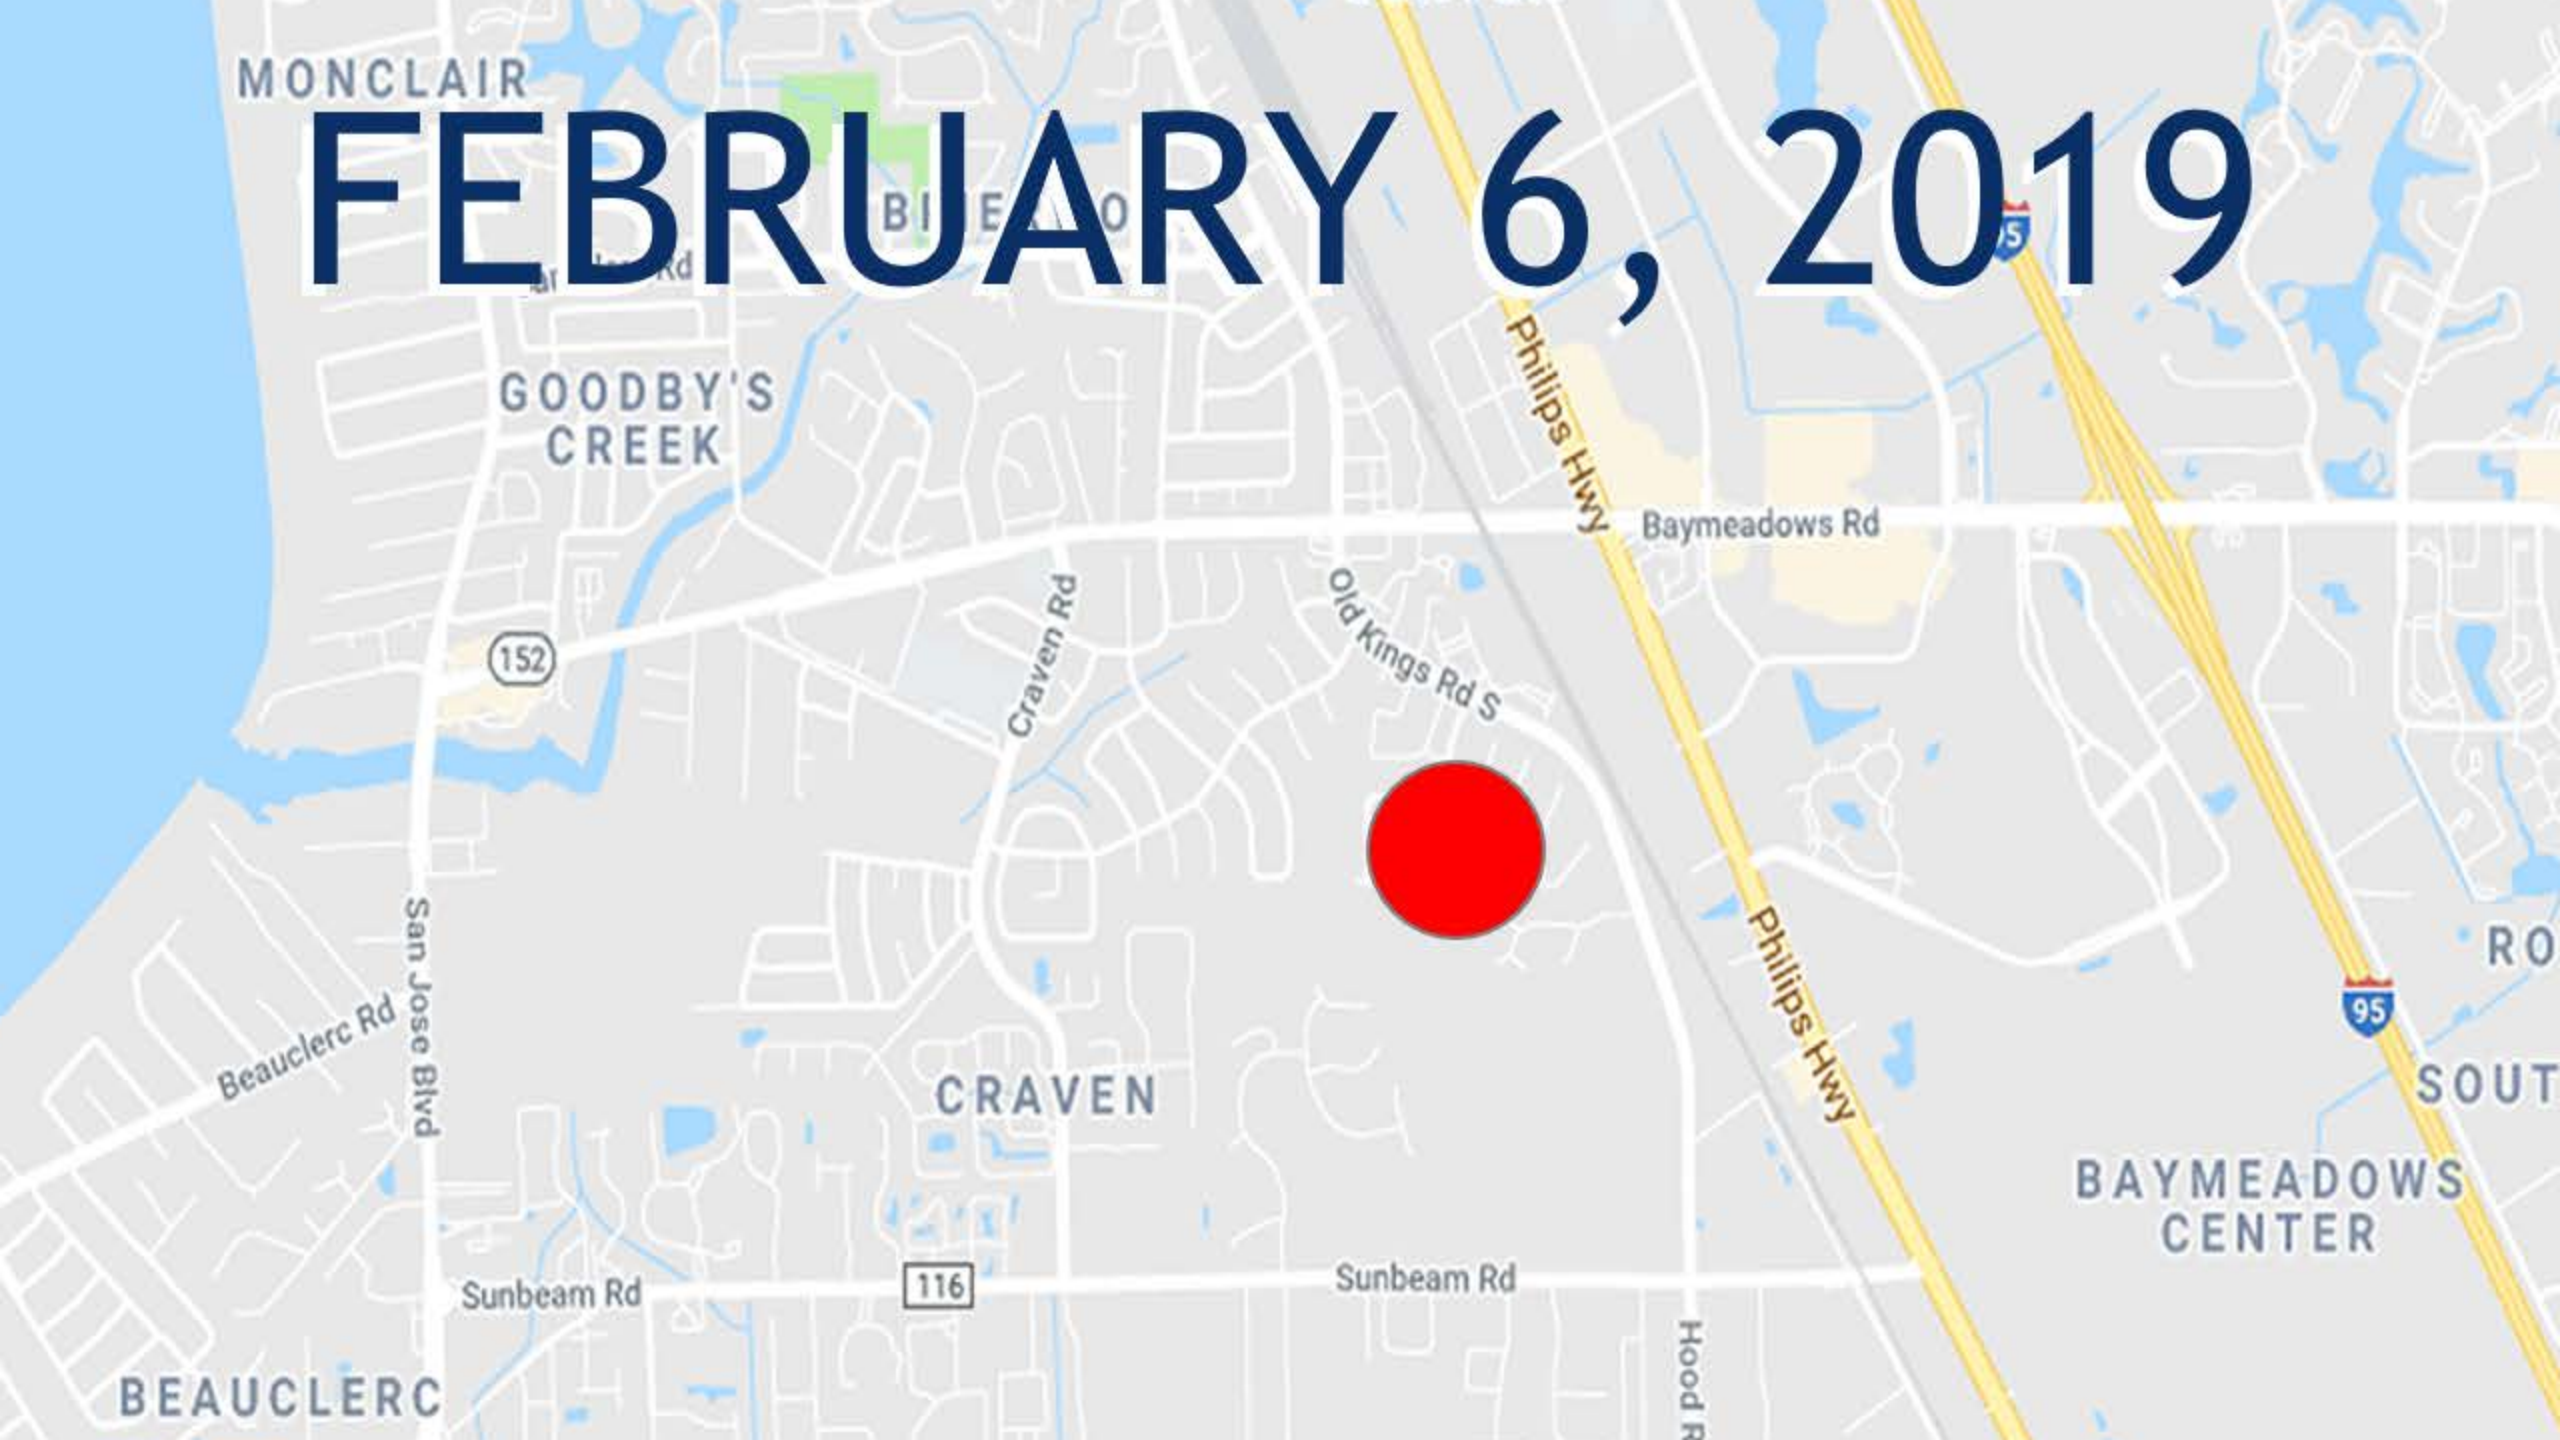 MONCLAIR
FEBRUARY 6, 2019
Rd
GOODBY'S
CREEK
Philips Hwy
Baymeadows Rd
Old Kings Rd S
Craven Rd
152
San Jose Blvd
Beauclerc Rd
Philips Hwy
RO
95
SOUT
CRAVEN
BAYMEADOWS
CENTER
Sunbeam Rd
116
Sunbeam Rd
Hood R
BEAUCLERC